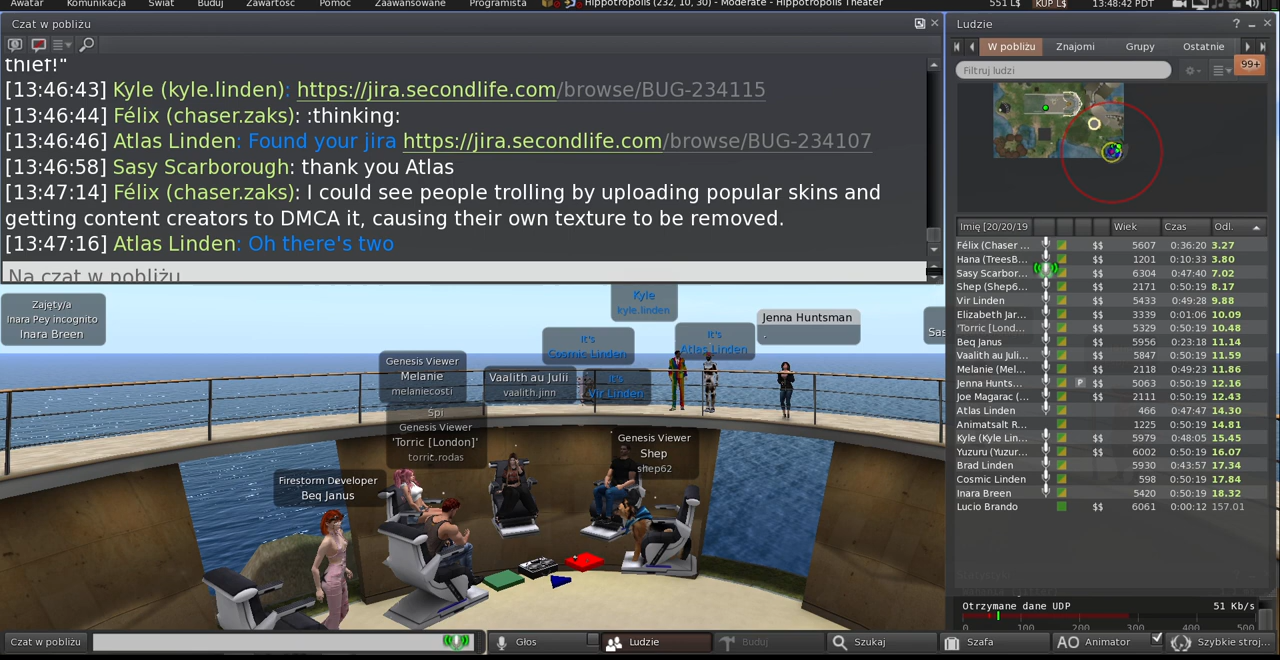 Awatar Komunikacja Świat Buduj Zawartość Pomoc Zaawansowane Programista Hippotropolis (232, 10, 30) - Moderate - Hippotropolis Theater 551 L$ KUP L$ 13:48:42 PDT
Czat w pobliżu
thief!"
[13:46:43] Kyle (kyle.linden): https://jira.secondlife.com/browse/BUG-234115
[13:46:44] Félix (chaser.zaks): :thinking:
[13:46:46] Atlas Linden: Found your jira https://jira.secondlife.com/browse/BUG-234107
[13:46:58] Sasy Scarborough: thank you Atlas
[13:47:14] Félix (chaser.zaks): I could see people trolling by uploading popular skins and
getting content creators to DMCA it, causing their own texture to be removed.
[13:47:16] Atlas Linden: Oh there's two
Na czat w pobliżu
Zajęty/a
Inara Pey incognito
Inara Breen
Kyle
kyle.linden
Jenna Huntsman
.
Sas
It's
Cosmic Linden
It's
Atlas Linden
Genesis Viewer
Melanie
melaniecosti
Vaalith au Julii
vaalith.jinn
It's
Vir Linden
Śpi
Genesis Viewer
'Torric [London]'
torric.rodas
Genesis Viewer
Shep
shep62
Firestorm Developer
Beq Janus
Ludzie
W pobliżu Znajomi Grupy Ostatnie
99+
Filtruj ludzi
Imię [20/20/19 Wiek Czas Odl.
Félix (Chaser ... $$ 5607 0:36:20 3.27
Hana (TreesB... $$ 1201 0:10:33 3.80
Sasy Scarbor... $$ 6304 0:47:40 7.02
Shep (Shep6... $$ 2171 0:50:19 8.17
Vir Linden $$ 5433 0:49:28 9.88
Elizabeth Jar... $$ 3339 0:01:06 10.09
'Torric [Lond... $$ 5329 0:50:19 10.48
Beq Janus $$ 5956 0:23:18 11.14
Vaalith au Juli... $$ 5847 0:50:19 11.59
Melanie (Mel... $$ 2118 0:49:23 11.86
Jenna Hunts... P $$ 5063 0:50:19 12.16
Joe Magarac (... $$ 2111 0:50:19 12.43
Atlas Linden 466 0:47:47 14.30
Animatsalt R... 1225 0:50:19 14.81
Kyle (Kyle Lin... $$ 5979 0:48:05 15.45
Yuzuru (Yuzur... $$ 6002 0:50:19 16.07
Brad Linden 5930 0:43:57 17.34
Cosmic Linden 598 0:50:19 17.84
Inara Breen 5420 0:50:19 18.32
Lucio Brando $$ 6061 0:00:12 157.01
Otrzymane dane UDP 51 Kb/s
0 100 200 300 400 500
Czat w pobliżu Głos Ludzie Buduj Szukaj Szafa AO Animator Szybkie stroj...